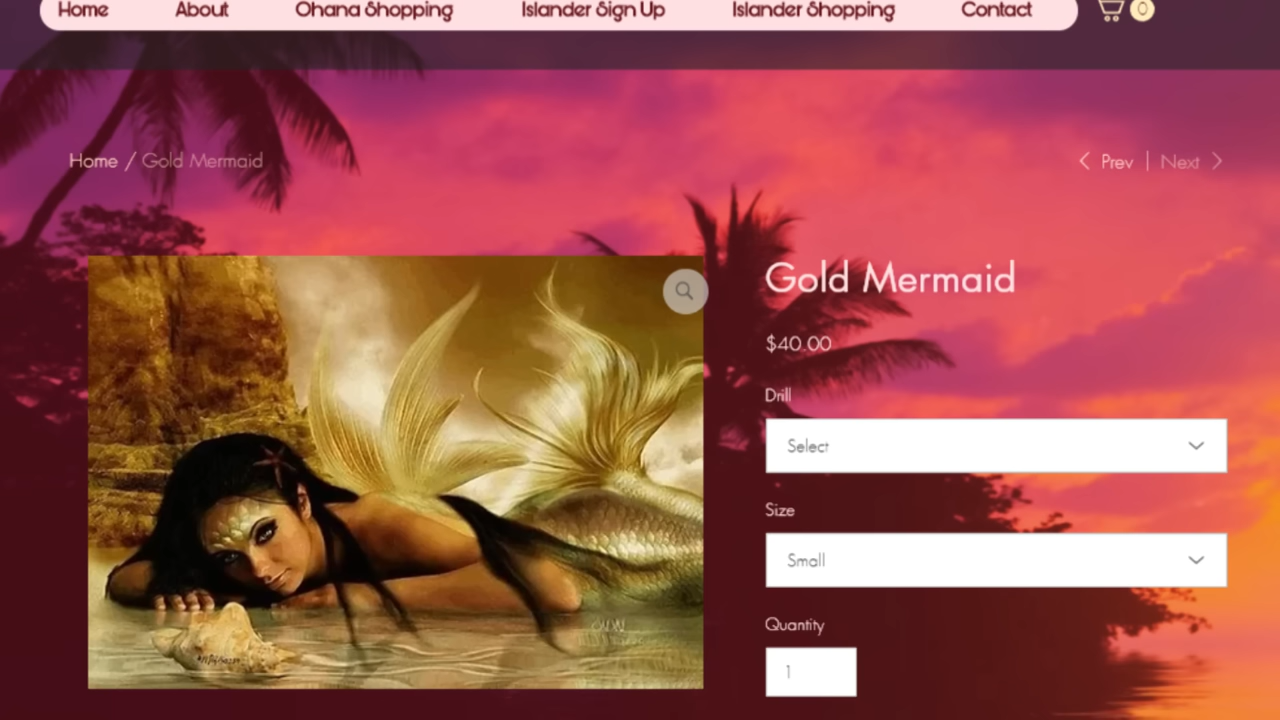 Home About Ohana Shopping Islander Sign Up Islander Shopping Contact 0
Home / Gold Mermaid
Prev | Next
Gold Mermaid
$40.00
Drill
Select
Size
Small
Quantity
1